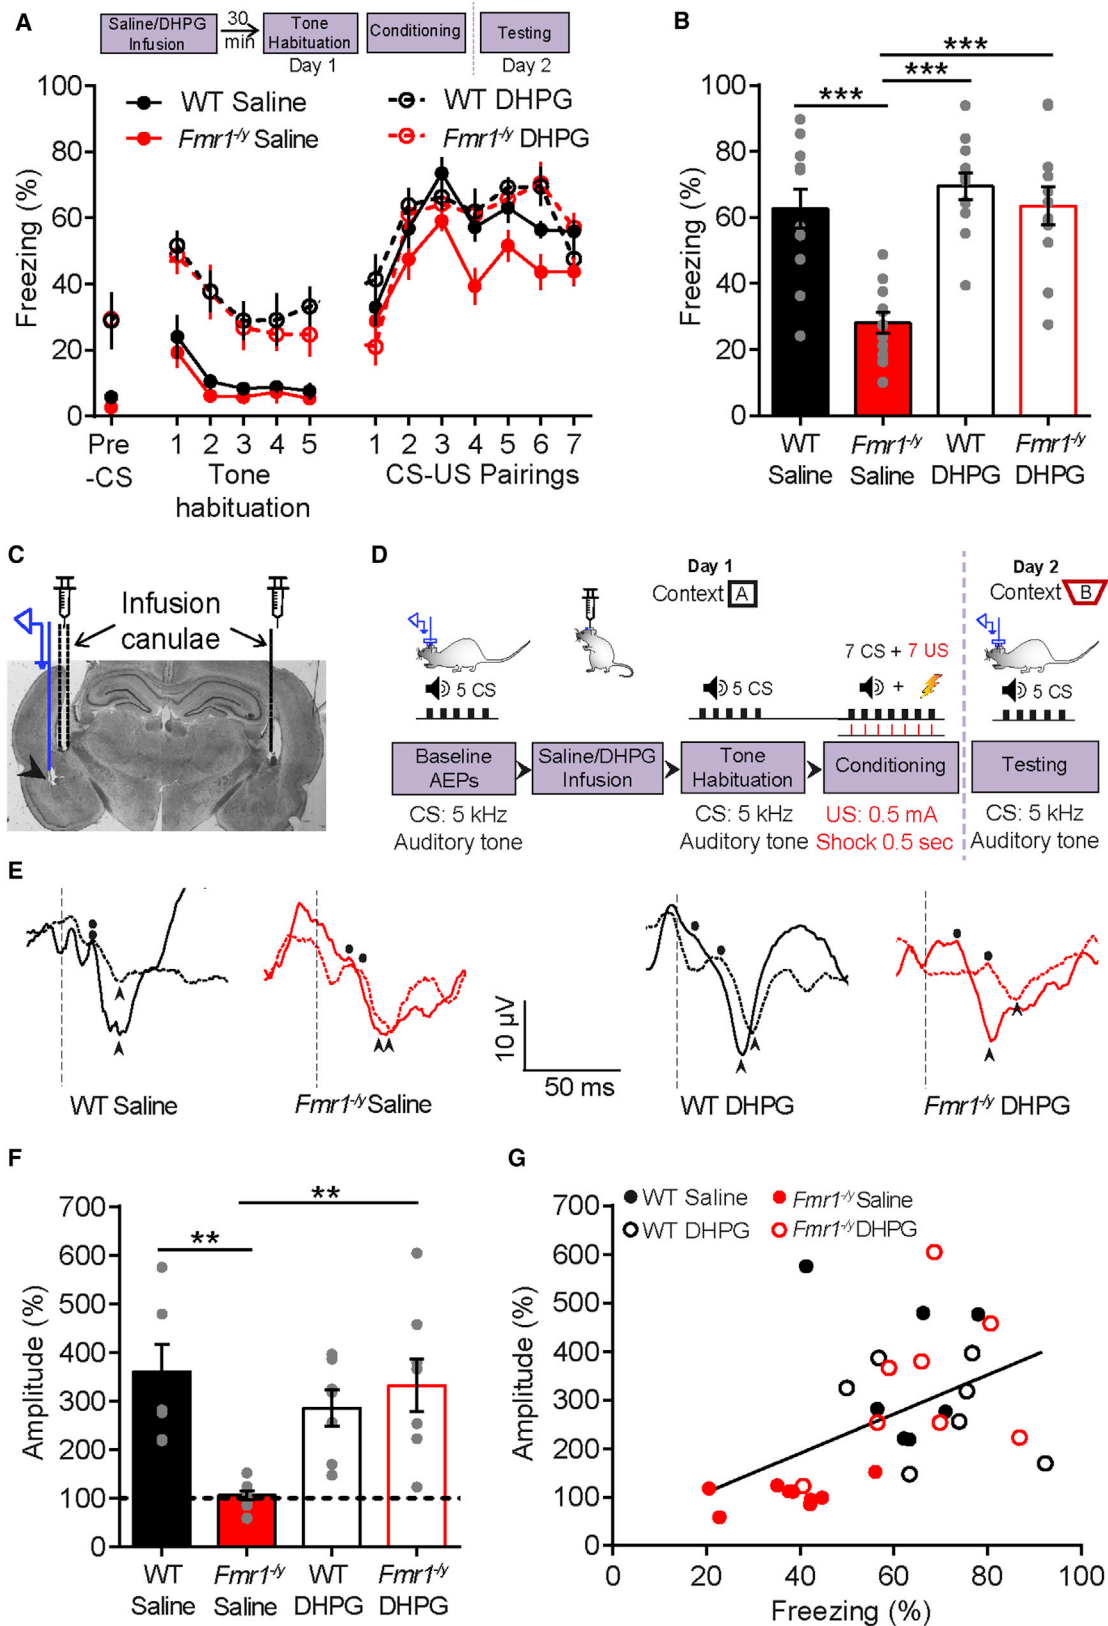 A
Saline/DHPG
Infusion
30
min
Tone
Habituation
Conditioning
Testing
Day 1
Day 2
WT Saline
Fmr1-/y Saline
WT DHPG
Fmr1-/y DHPG
Freezing (%)
100
80
60
40
20
0
Pre
-CS
1 2 3 4 5
Tone
habituation
1 2 3 4 5 6 7
CS-US Pairings
B
***
***
***
Freezing (%)
100
80
60
40
20
0
WT
Saline
Fmr1-/y
Saline
WT
DHPG
Fmr1-/y
DHPG
C
Infusion
canulae
D
Day 1
Context A
Day 2
Context B
5 CS
5 CS
7 CS + 7 US
+
5 CS
Baseline
AEPs
Saline/DHPG
Infusion
Tone
Habituation
Conditioning
Testing
CS: 5 kHz
Auditory tone
CS: 5 kHz
Auditory tone
US: 0.5 mA
Shock 0.5 sec
CS: 5 kHz
Auditory tone
E
WT Saline
Fmr1-/y Saline
10 µV
50 ms
WT DHPG
Fmr1-/y DHPG
F
**
**
Amplitude (%)
700
600
500
400
300
200
100
0
WT
Saline
Fmr1-/y
Saline
WT
DHPG
Fmr1-/y
DHPG
G
WT Saline
Fmr1-/y Saline
WT DHPG
Fmr1-/y DHPG
Amplitude (%)
700
600
500
400
300
200
100
0
0 20 40 60 80 100
Freezing (%)